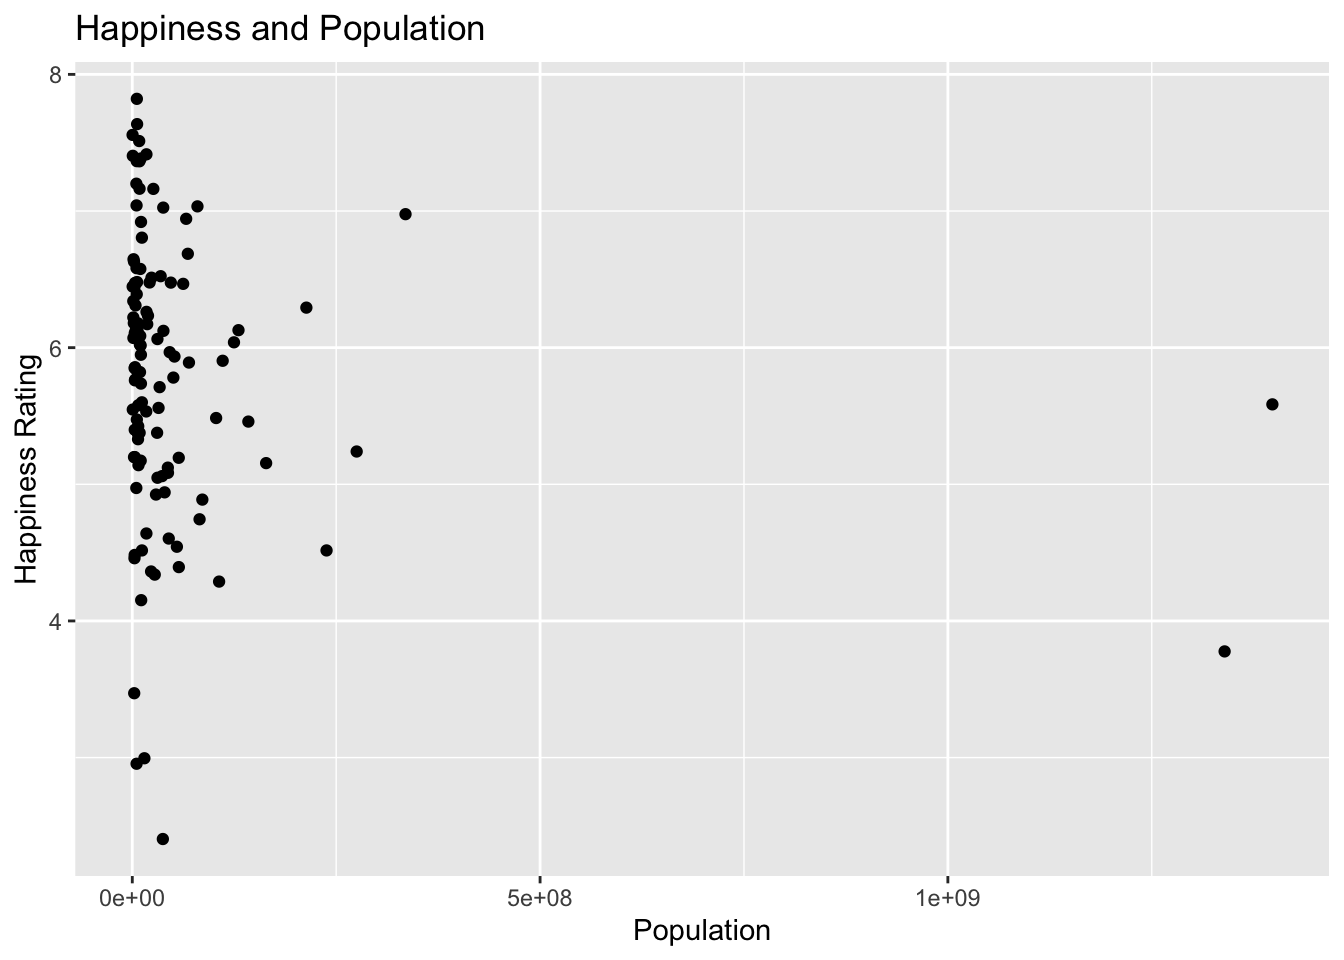 Happiness and Population
8
6
4
Happiness Rating
0e+00 5e+08 1e+09
Population